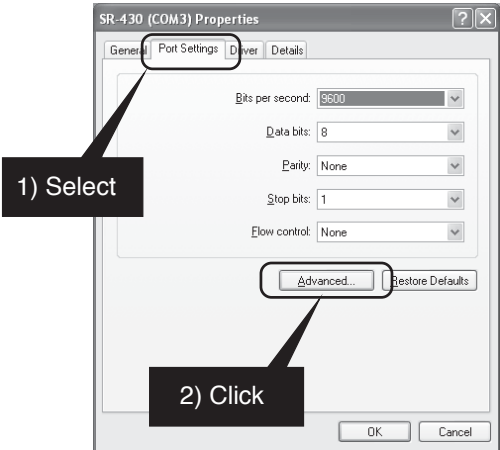 SR-430 (COM3) Properties
General Port Settings Driver Details
Bits per second: 9600
Data bits: 8
Parity: None
1) Select
Stop bits: 1
Flow control: None
Advanced... Restore Defaults
2) Click
OK Cancel